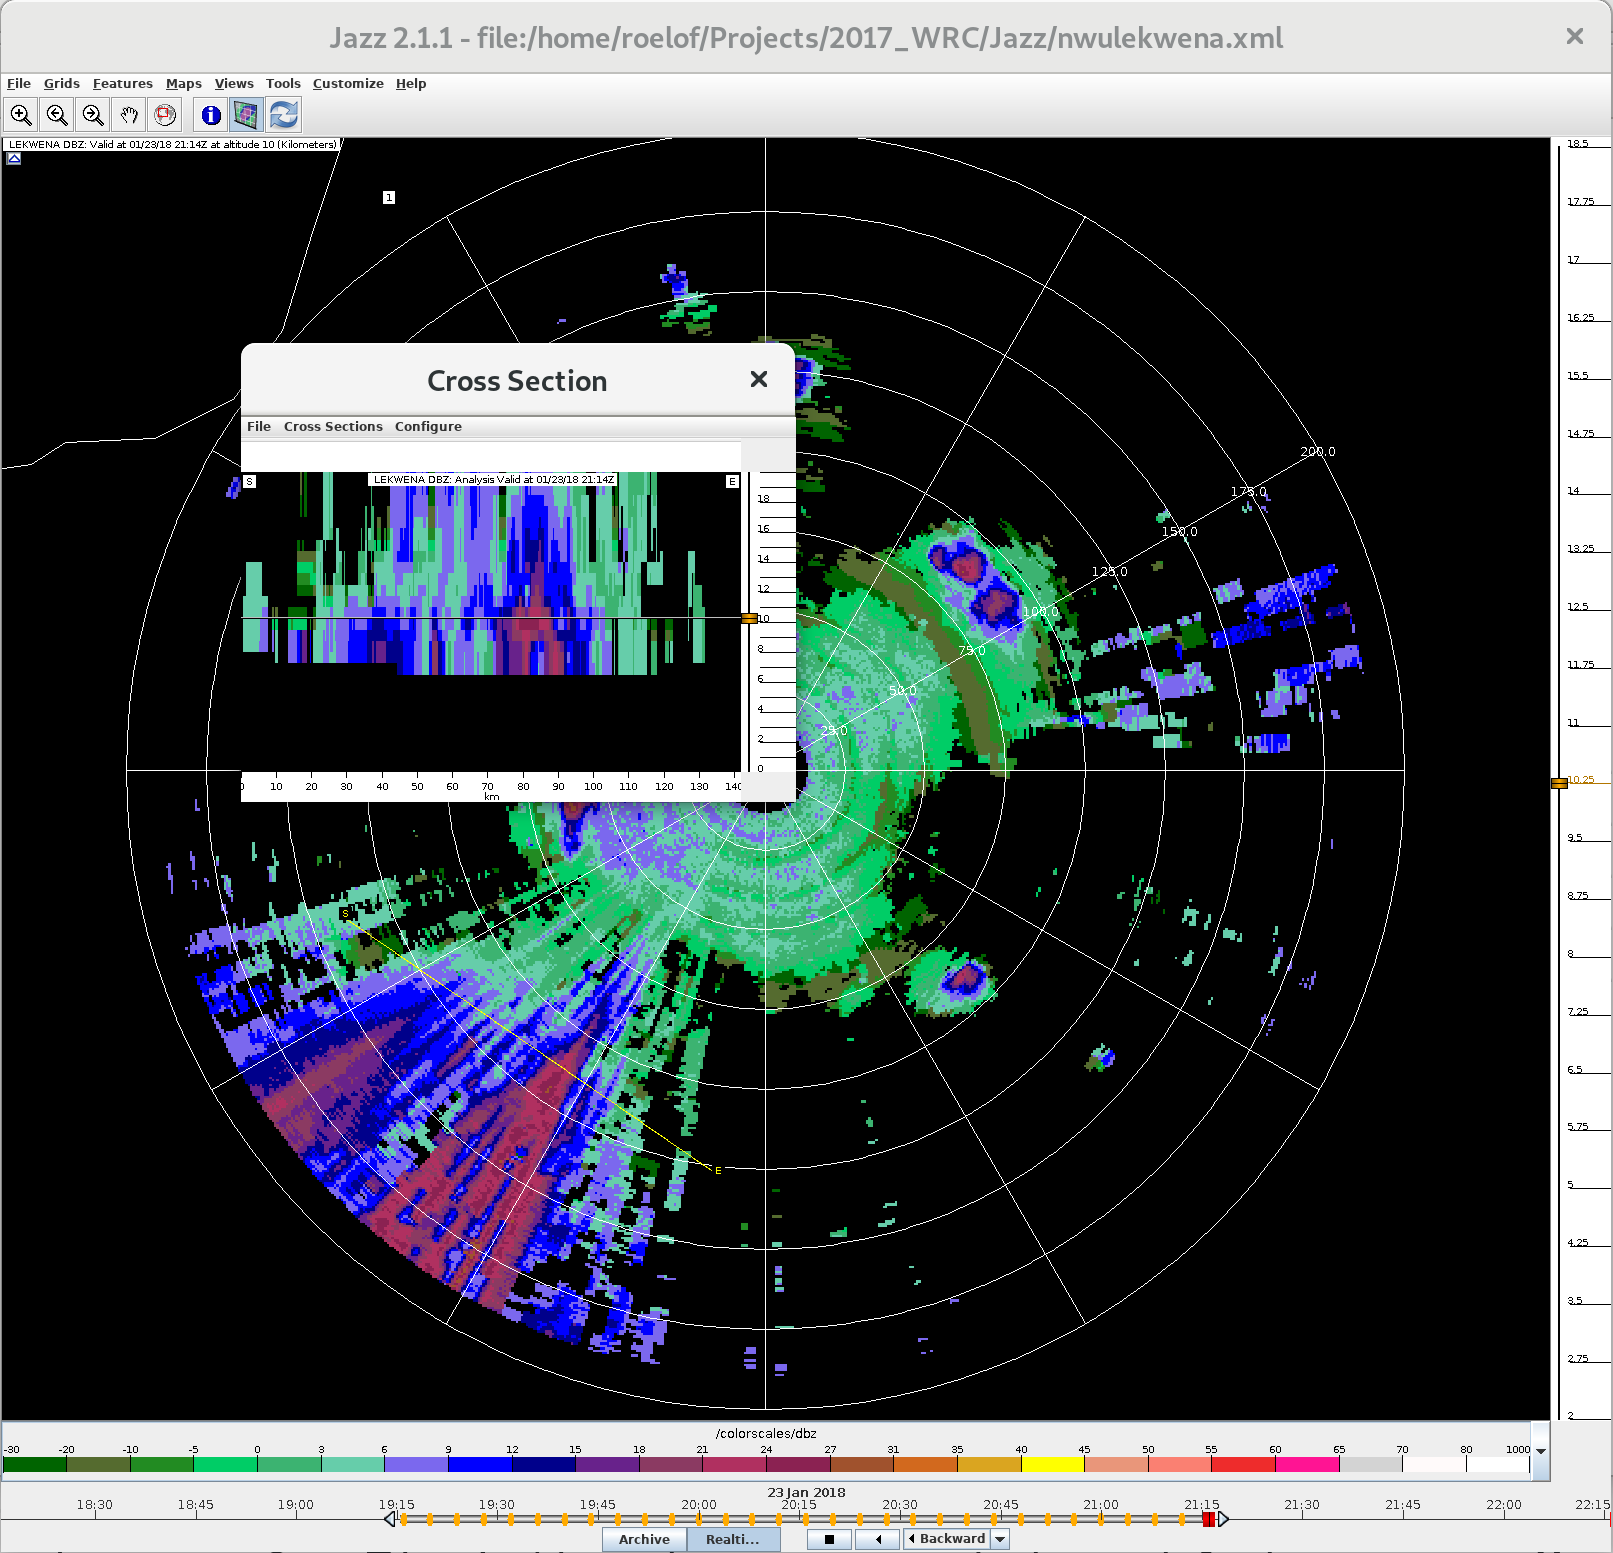 Jazz 2.1.1 - file:/home/roelof/Projects/2017_WRC/Jazz/nwulekwena.xml
File Grids Features Maps Views Tools Customize Help
LEKWENA DBZ: Valid at 01/23/18 21:14Z at altitude 10 (Kilometers)
1
Cross Section
File Cross Sections Configure
S
LEKWENA DBZ: Analysis Valid at 01/23/18 21:14Z
E
18
16
14
12
10
8
6
4
2
0
0 10 20 30 40 50 60 70 80 90 100 110 120 130 140
km
200.0
175.0
150.0
125.0
100.0
75.0
50.0
25.0
S
E
18.5
17.75
17
16.25
15.5
14.75
14
13.25
12.5
11.75
11
10.25
9.5
8.75
8
7.25
6.5
5.75
5
4.25
3.5
2.75
2
/colorscales/dbz
-30 -20 -10 -5 0 3 6 9 12 15 18 21 24 27 31 35 40 45 50 55 60 65 70 80 1000
23 Jan 2018
18:30 18:45 19:00 19:15 19:30 19:45 20:00 20:15 20:30 20:45 21:00 21:15 21:30 21:45 22:00 22:15
Archive Realti... Backward